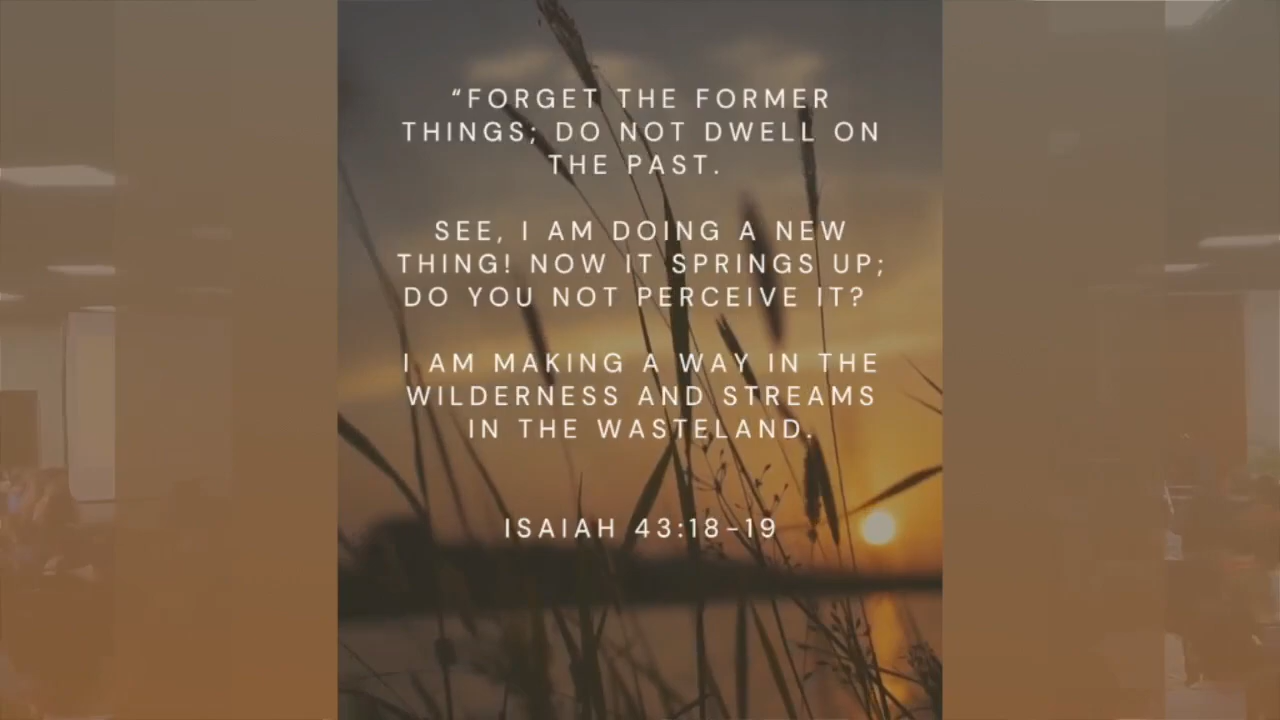 “FORGET THE FORMER
THINGS; DO NOT DWELL ON
THE PAST.
SEE, I AM DOING A NEW
THING! NOW IT SPRINGS UP;
DO YOU NOT PERCEIVE IT?
I AM MAKING A WAY IN THE
WILDERNESS AND STREAMS
IN THE WASTELAND.
ISAIAH 43:18-19